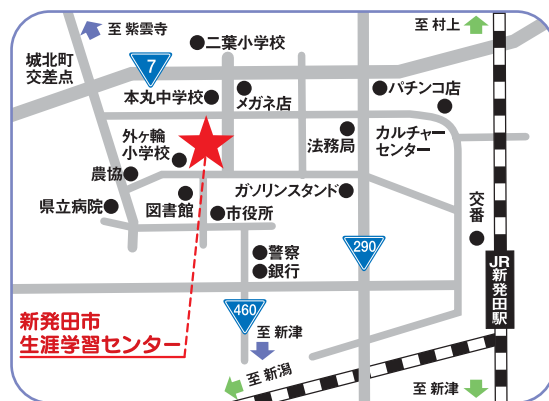 至 紫雲寺
二葉小学校
至 村上
城北町
交差点
7
本丸中学校
メガネ店
パチンコ店
外ヶ輪
小学校
法務局
カルチャー
センター
農協
県立病院
図書館
ガソリンスタンド
市役所
交番
警察
銀行
290
JR新発田駅
新発田市
生涯学習センター
460
至 新津
至 新潟
至 新津